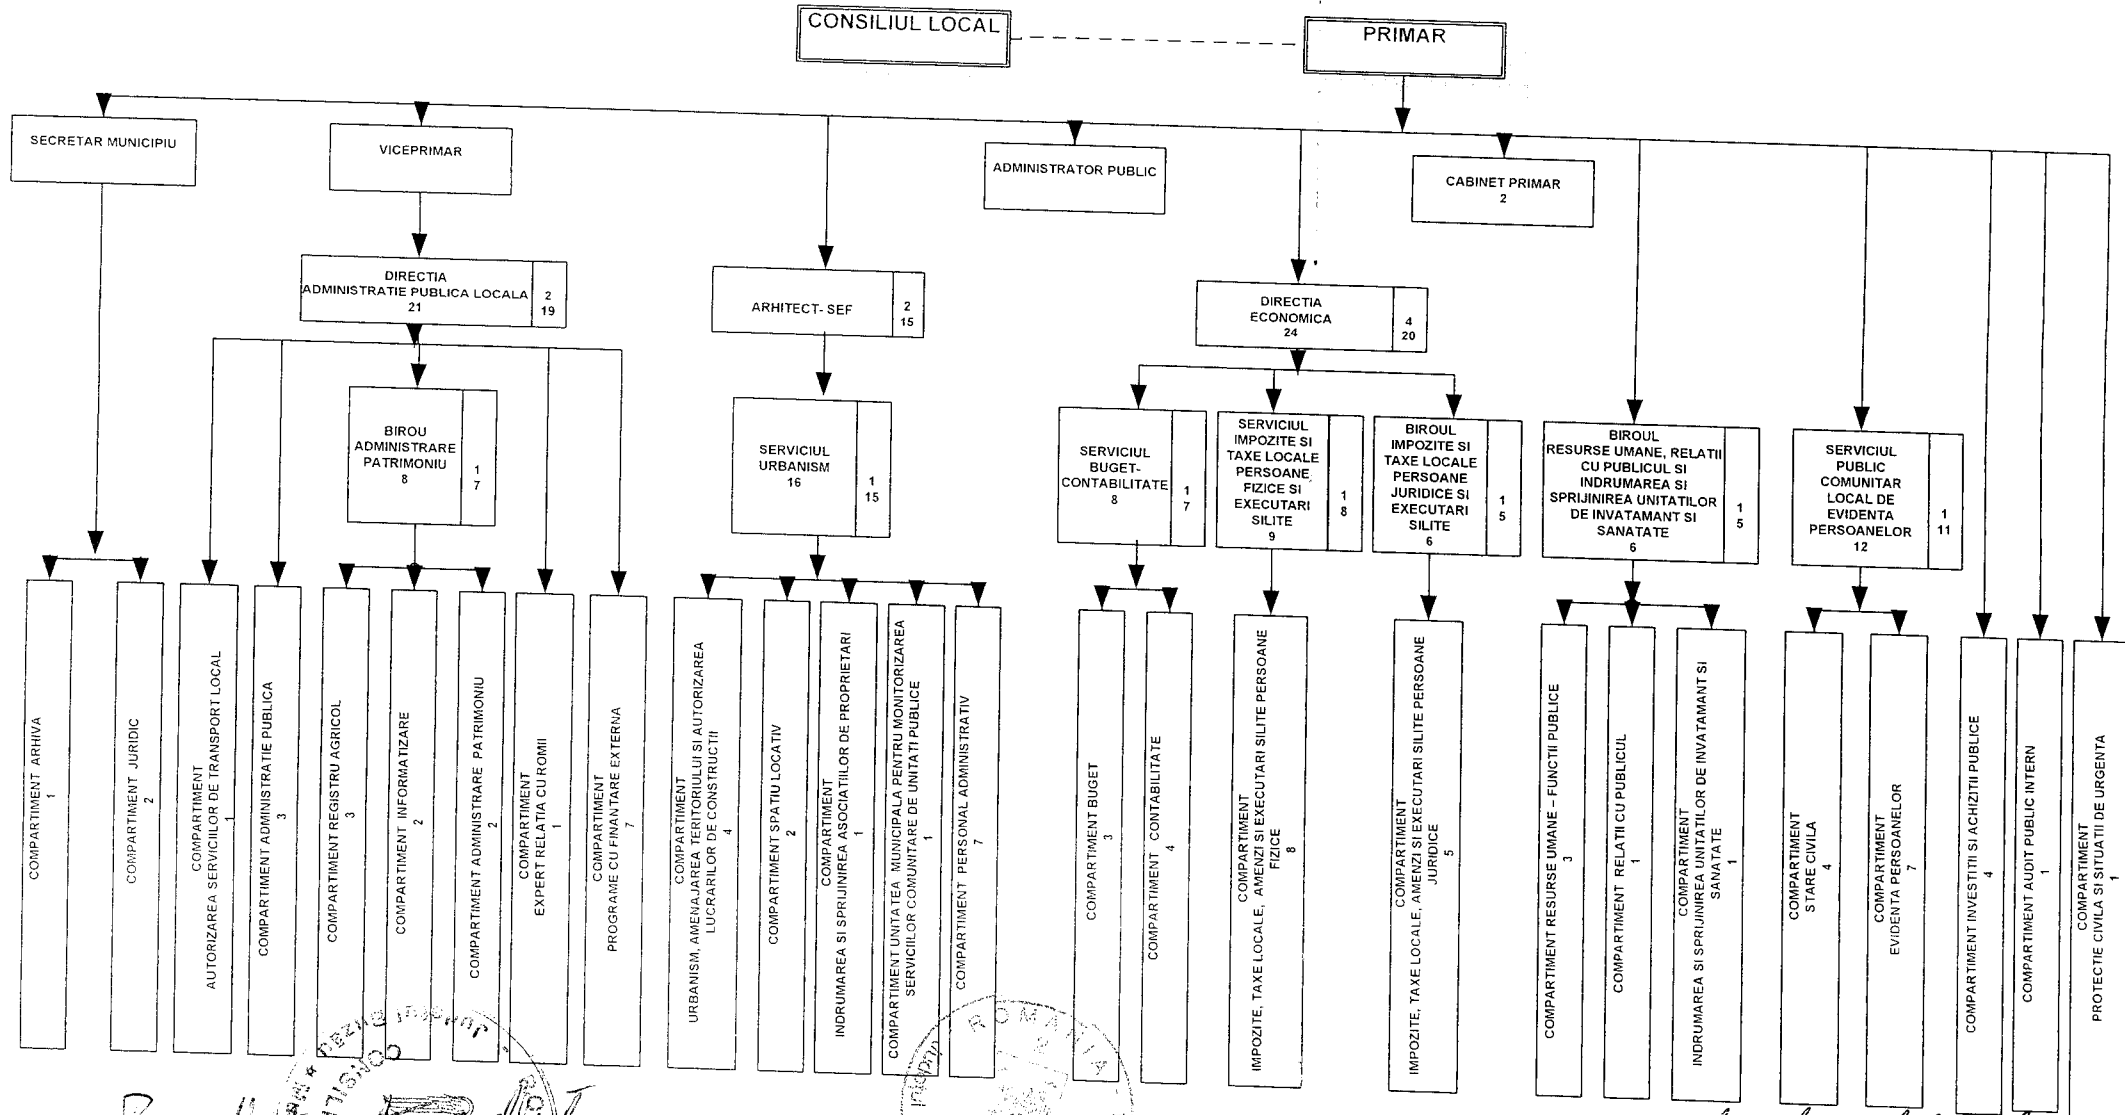 CONSILIUL LOCAL
PRIMAR
SECRETAR MUNICIPIU
VICEPRIMAR
ADMINISTRATOR PUBLIC
CABINET PRIMAR
2
DIRECTIA
ADMINISTRATIE PUBLICA LOCALA
21
2
19
ARHITECT- SEF
2
15
DIRECTIA
ECONOMICA
24
4
20
BIROU
ADMINISTRARE
PATRIMONIU
8
1
7
SERVICIUL
URBANISM
16
1
15
SERVICIUL
BUGET-
CONTABILITATE
8
1
7
SERVICIUL
IMPOZITE SI
TAXE LOCALE
PERSOANE
FIZICE SI
EXECUTARI
SILITE
9
1
8
BIROUL
IMPOZITE SI
TAXE LOCALE
PERSOANE
JURIDICE SI
EXECUTARI
SILITE
6
1
5
BIROUL
RESURSE UMANE, RELATII
CU PUBLICUL SI
INDRUMAREA SI
SPRIJINIREA UNITATILOR
DE INVATAMANT SI
SANATATE
6
1
5
SERVICIUL
PUBLIC
COMUNITAR
LOCAL DE
EVIDENTA
PERSOANELOR
12
1
11
COMPARTIMENT ARHIVA
1
COMPARTIMENT JURIDIC
2
COMPARTIMENT
AUTORIZAREA SERVICIILOR DE TRANSPORT LOCAL
1
COMPARTIMENT ADMINISTRATIE PUBLICA
3
COMPARTIMENT REGISTRU AGRICOL
3
COMPARTIMENT INFORMATIZARE
2
COMPARTIMENT ADMINISTRARE PATRIMONIU
2
COMPARTIMENT
EXPERT RELATIA CU ROMII
1
COMPARTIMENT
PROGRAME CU FINANTARE EXTERNA
7
COMPARTIMENT
URBANISM, AMENAJAREA TERITORIULUI SI AUTORIZAREA
LUCRARILOR DE CONSTRUCTII
4
COMPARTIMENT SPATIU LOCATIV
2
COMPARTIMENT
INDRUMAREA SI SPRIJINIREA ASOCIATIILOR DE PROPRIETARI
1
COMPARTIMENT UNITATEA MUNICIPALA PENTRU MONITORIZAREA
SERVICIILOR COMUNITARE DE UNITATI PUBLICE
1
COMPARTIMENT PERSONAL ADMINISTRATIV
7
COMPARTIMENT BUGET
3
COMPARTIMENT CONTABILITATE
4
COMPARTIMENT
IMPOZITE, TAXE LOCALE, AMENZI SI EXECUTARI SILITE PERSOANE
FIZICE
8
COMPARTIMENT
IMPOZITE, TAXE LOCALE, AMENZI SI EXECUTARI SILITE PERSOANE
JURIDICE
5
COMPARTIMENT RESURSE UMANE – FUNCTII PUBLICE
3
COMPARTIMENT RELATII CU PUBLICUL
1
COMPARTIMENT
INDRUMAREA SI SPRIJINIREA UNITATILOR DE INVATAMANT SI
SANATATE
1
COMPARTIMENT
STARE CIVILA
4
COMPARTIMENT
EVIDENTA PERSOANELOR
7
COMPARTIMENT INVESTITII SI ACHIZITII PUBLICE
4
COMPARTIMENT AUDIT PUBLIC INTERN
1
COMPARTIMENT
PROTECTIE CIVILA SI SITUATII DE URGENTA
1
Judetul Buzau
ROMANIA
Judetul